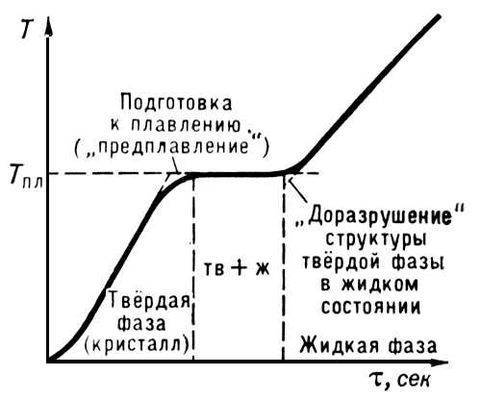 T
Подготовка
к плавлению
(„предплавление“)
Tпл
„Доразрушение“
структуры
твёрдой фазы
в жидком
состоянии
тв + ж
Твёрдая
фаза
(кристалл)
Жидкая фаза
τ, сек